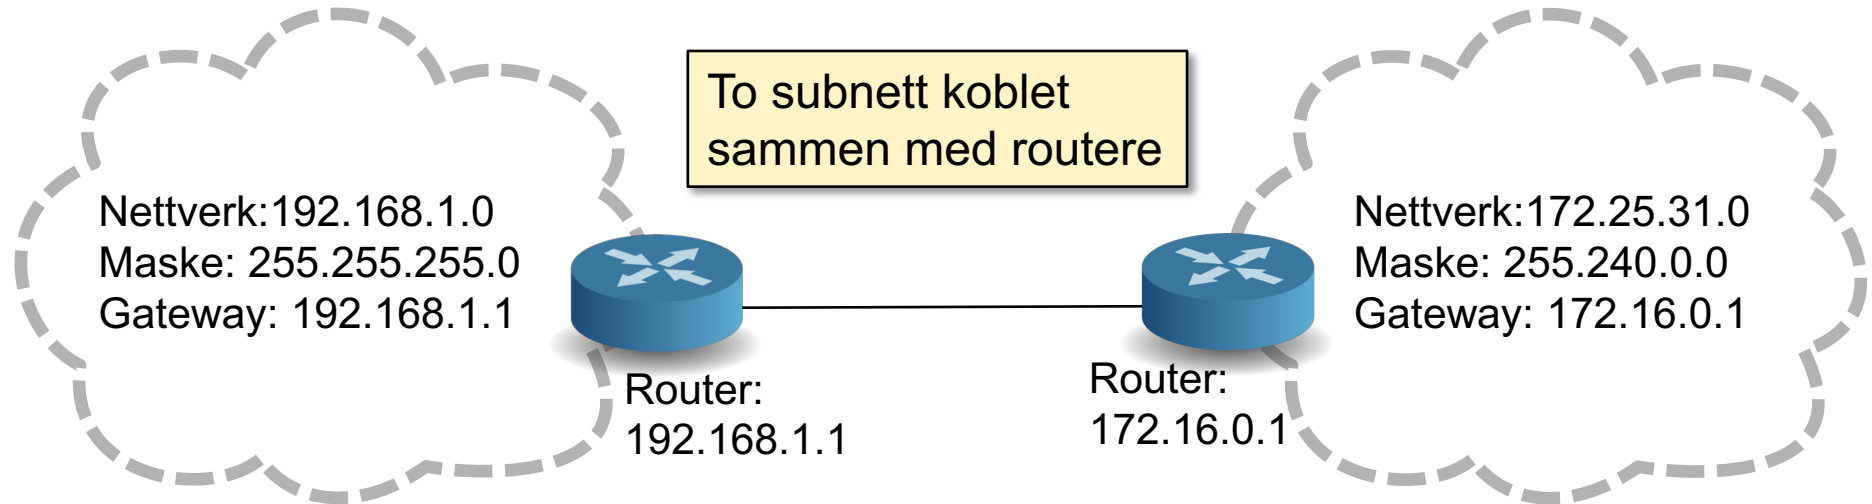 To subnett koblet
sammen med routere
Nettverk:192.168.1.0
Maske: 255.255.255.0
Gateway: 192.168.1.1
Nettverk:172.25.31.0
Maske: 255.240.0.0
Gateway: 172.16.0.1
Router:
192.168.1.1
Router:
172.16.0.1